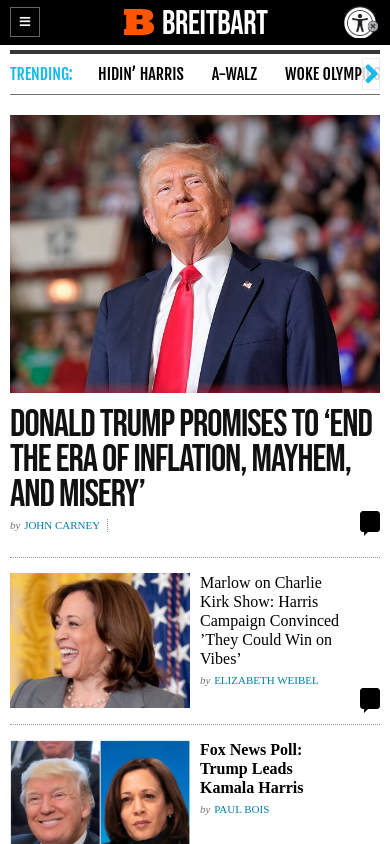 BREITBART
TRENDING: HIDIN’ HARRIS A-WALZ WOKE OLYMP
DONALD TRUMP PROMISES TO ‘END
THE ERA OF INFLATION, MAYHEM,
AND MISERY’
by JOHN CARNEY
Marlow on Charlie
Kirk Show: Harris
Campaign Convinced
’They Could Win on
Vibes’
by ELIZABETH WEIBEL
Fox News Poll:
Trump Leads
Kamala Harris
by PAUL BOIS